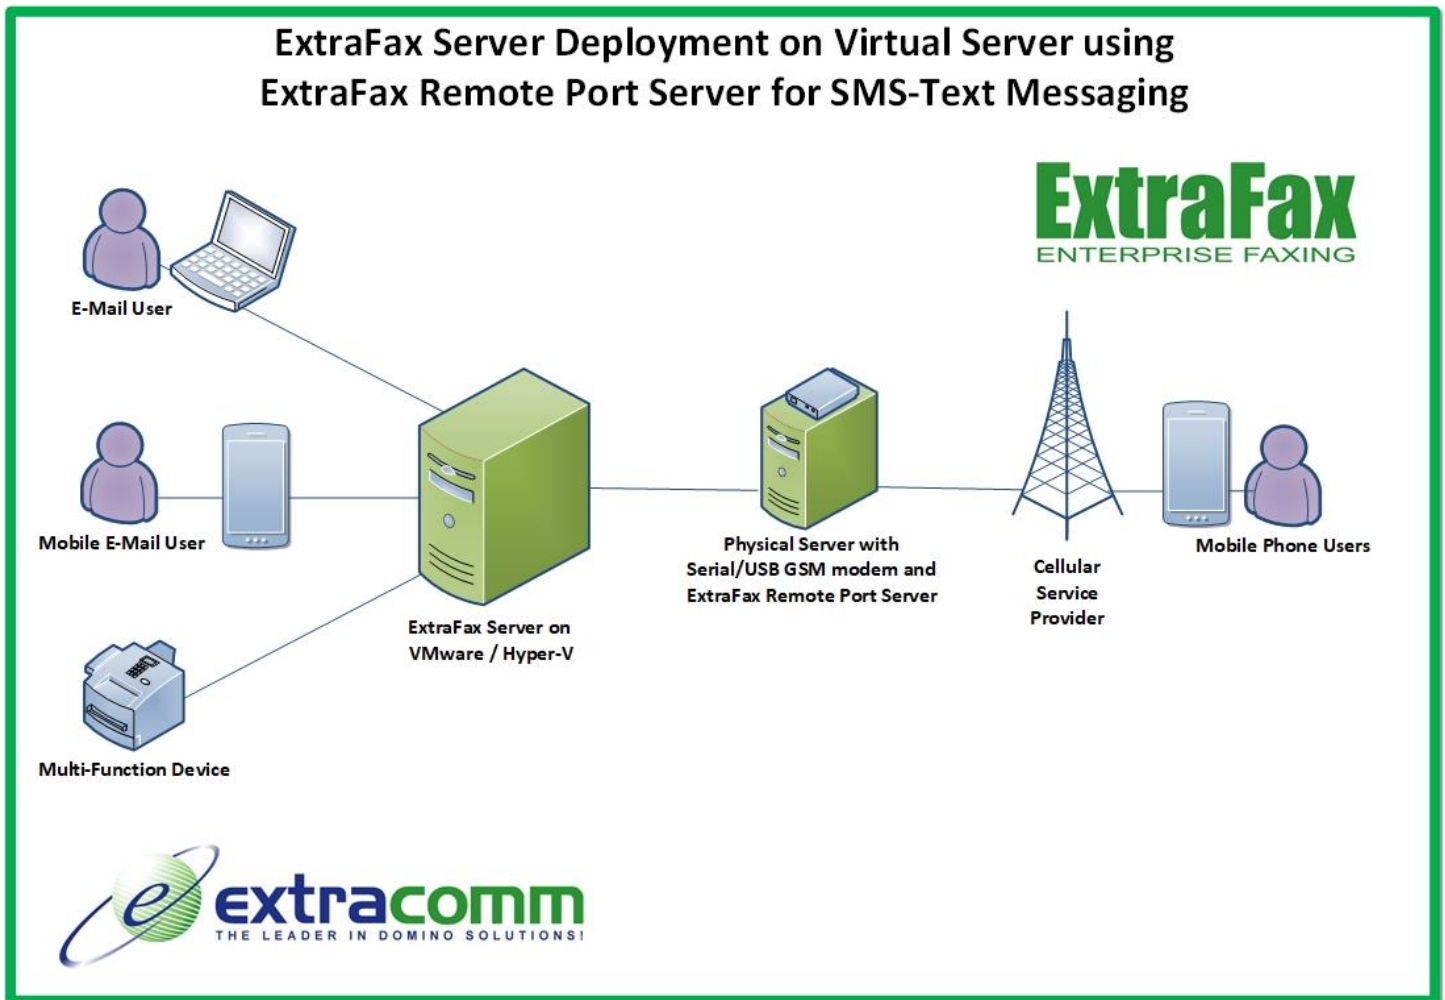 ExtraFax Server Deployment on Virtual Server using
ExtraFax Remote Port Server for SMS-Text Messaging
ExtraFax
ENTERPRISE FAXING
E-Mail User
Mobile E-Mail User
Multi-Function Device
ExtraFax Server on
VMware / Hyper-V
Physical Server with
Serial/USB GSM modem and
ExtraFax Remote Port Server
Cellular
Service
Provider
Mobile Phone Users
e extracomm
THE LEADER IN DOMINO SOLUTIONS!